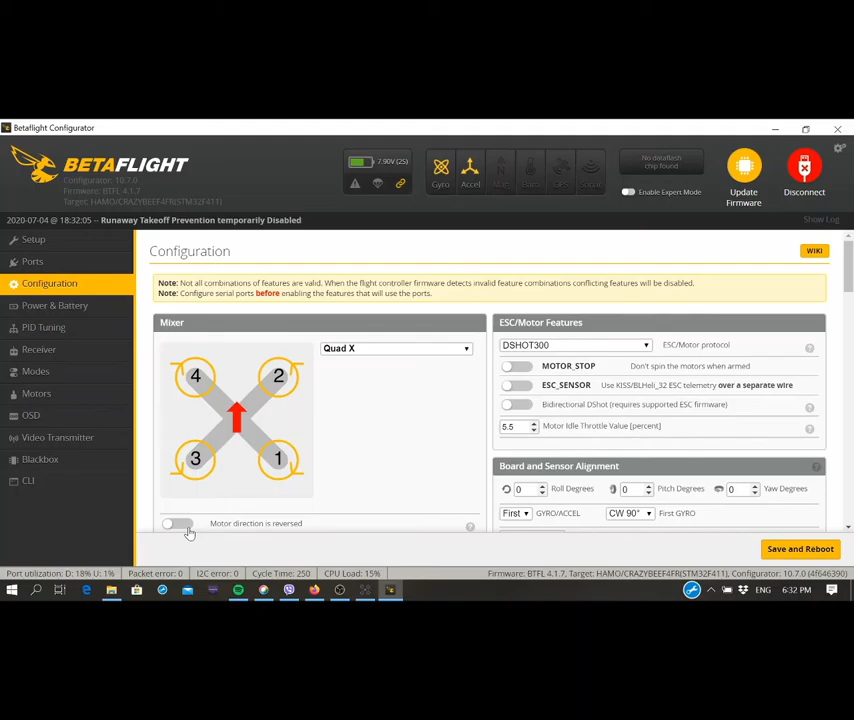 Betaflight Configurator
BETAFLIGHT
Configurator: 10.7.0
Firmware: BTFL 4.1.7
Target: HAMO/CRAZYBEEF4FR(STM32F411)
7.90V (2S)
Gyro
Accel
Mag
Baro
GPS
Sonar
No dataflash
chip found
Enable Expert Mode
Update
Firmware
Disconnect
2020-07-04 @ 18:32:05 -- Runaway Takeoff Prevention temporarily Disabled
Show Log
Setup
Ports
Configuration
Power & Battery
PID Tuning
Receiver
Modes
Motors
OSD
Video Transmitter
Blackbox
CLI
Configuration
WIKI
Note: Not all combinations of features are valid. When the flight controller firmware detects invalid feature combinations conflicting features will be disabled.
Note: Configure serial ports before enabling the features that will use the ports.
Mixer
Quad X
4
2
3
1
Motor direction is reversed
?
ESC/Motor Features
DSHOT300
ESC/Motor protocol
?
MOTOR_STOP
Don't spin the motors when armed
ESC_SENSOR
Use KISS/BLHeli_32 ESC telemetry over a separate wire
Bidirectional DShot (requires supported ESC firmware)
?
5.5
Motor Idle Throttle Value [percent]
?
Board and Sensor Alignment
?
0
Roll Degrees
0
Pitch Degrees
0
Yaw Degrees
First
GYRO/ACCEL
CW 90°
First GYRO
Save and Reboot
Port utilization: D: 18% U: 1%
Packet error: 0
I2C error: 0
Cycle Time: 250
CPU Load: 15%
Firmware: BTFL 4.1.7, Target: HAMO/CRAZYBEEF4FR(STM32F411), Configurator: 10.7.0 (4f646390)
ENG
6:32 PM